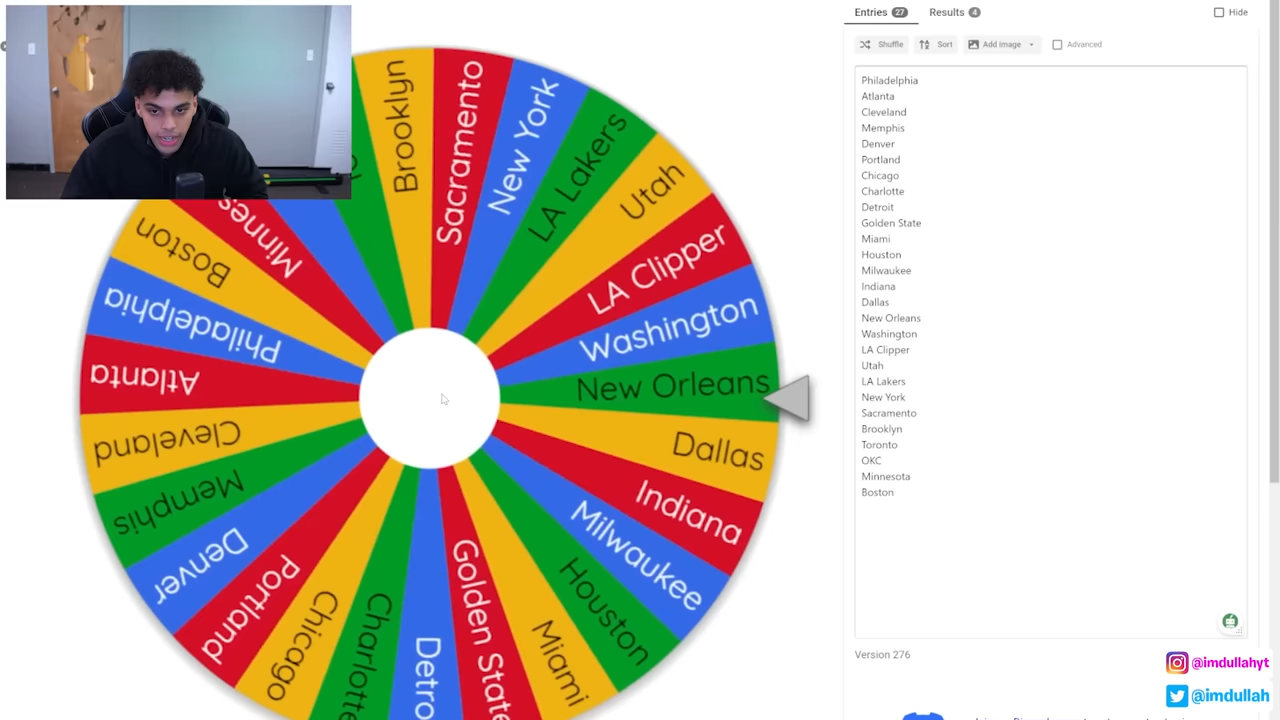 Entries 27
Results 4
Hide
Shuffle
Sort
Add image
Advanced
Philadelphia
Atlanta
Cleveland
Memphis
Denver
Portland
Chicago
Charlotte
Detroit
Golden State
Miami
Houston
Milwaukee
Indiana
Dallas
New Orleans
Washington
LA Clipper
Utah
LA Lakers
New York
Sacramento
Brooklyn
Toronto
OKC
Minnesota
Boston
Version 276
@imdullahyt
@imdullah
Brooklyn
Sacramento
New York
LA Lakers
Utah
LA Clipper
Washington
New Orleans
Dallas
Indiana
Milwaukee
Houston
Miami
Golden State
Detro
Charlotte
Chicago
Portland
Denver
Memphis
Cleveland
Atlanta
Philadelphia
Boston
Minnes